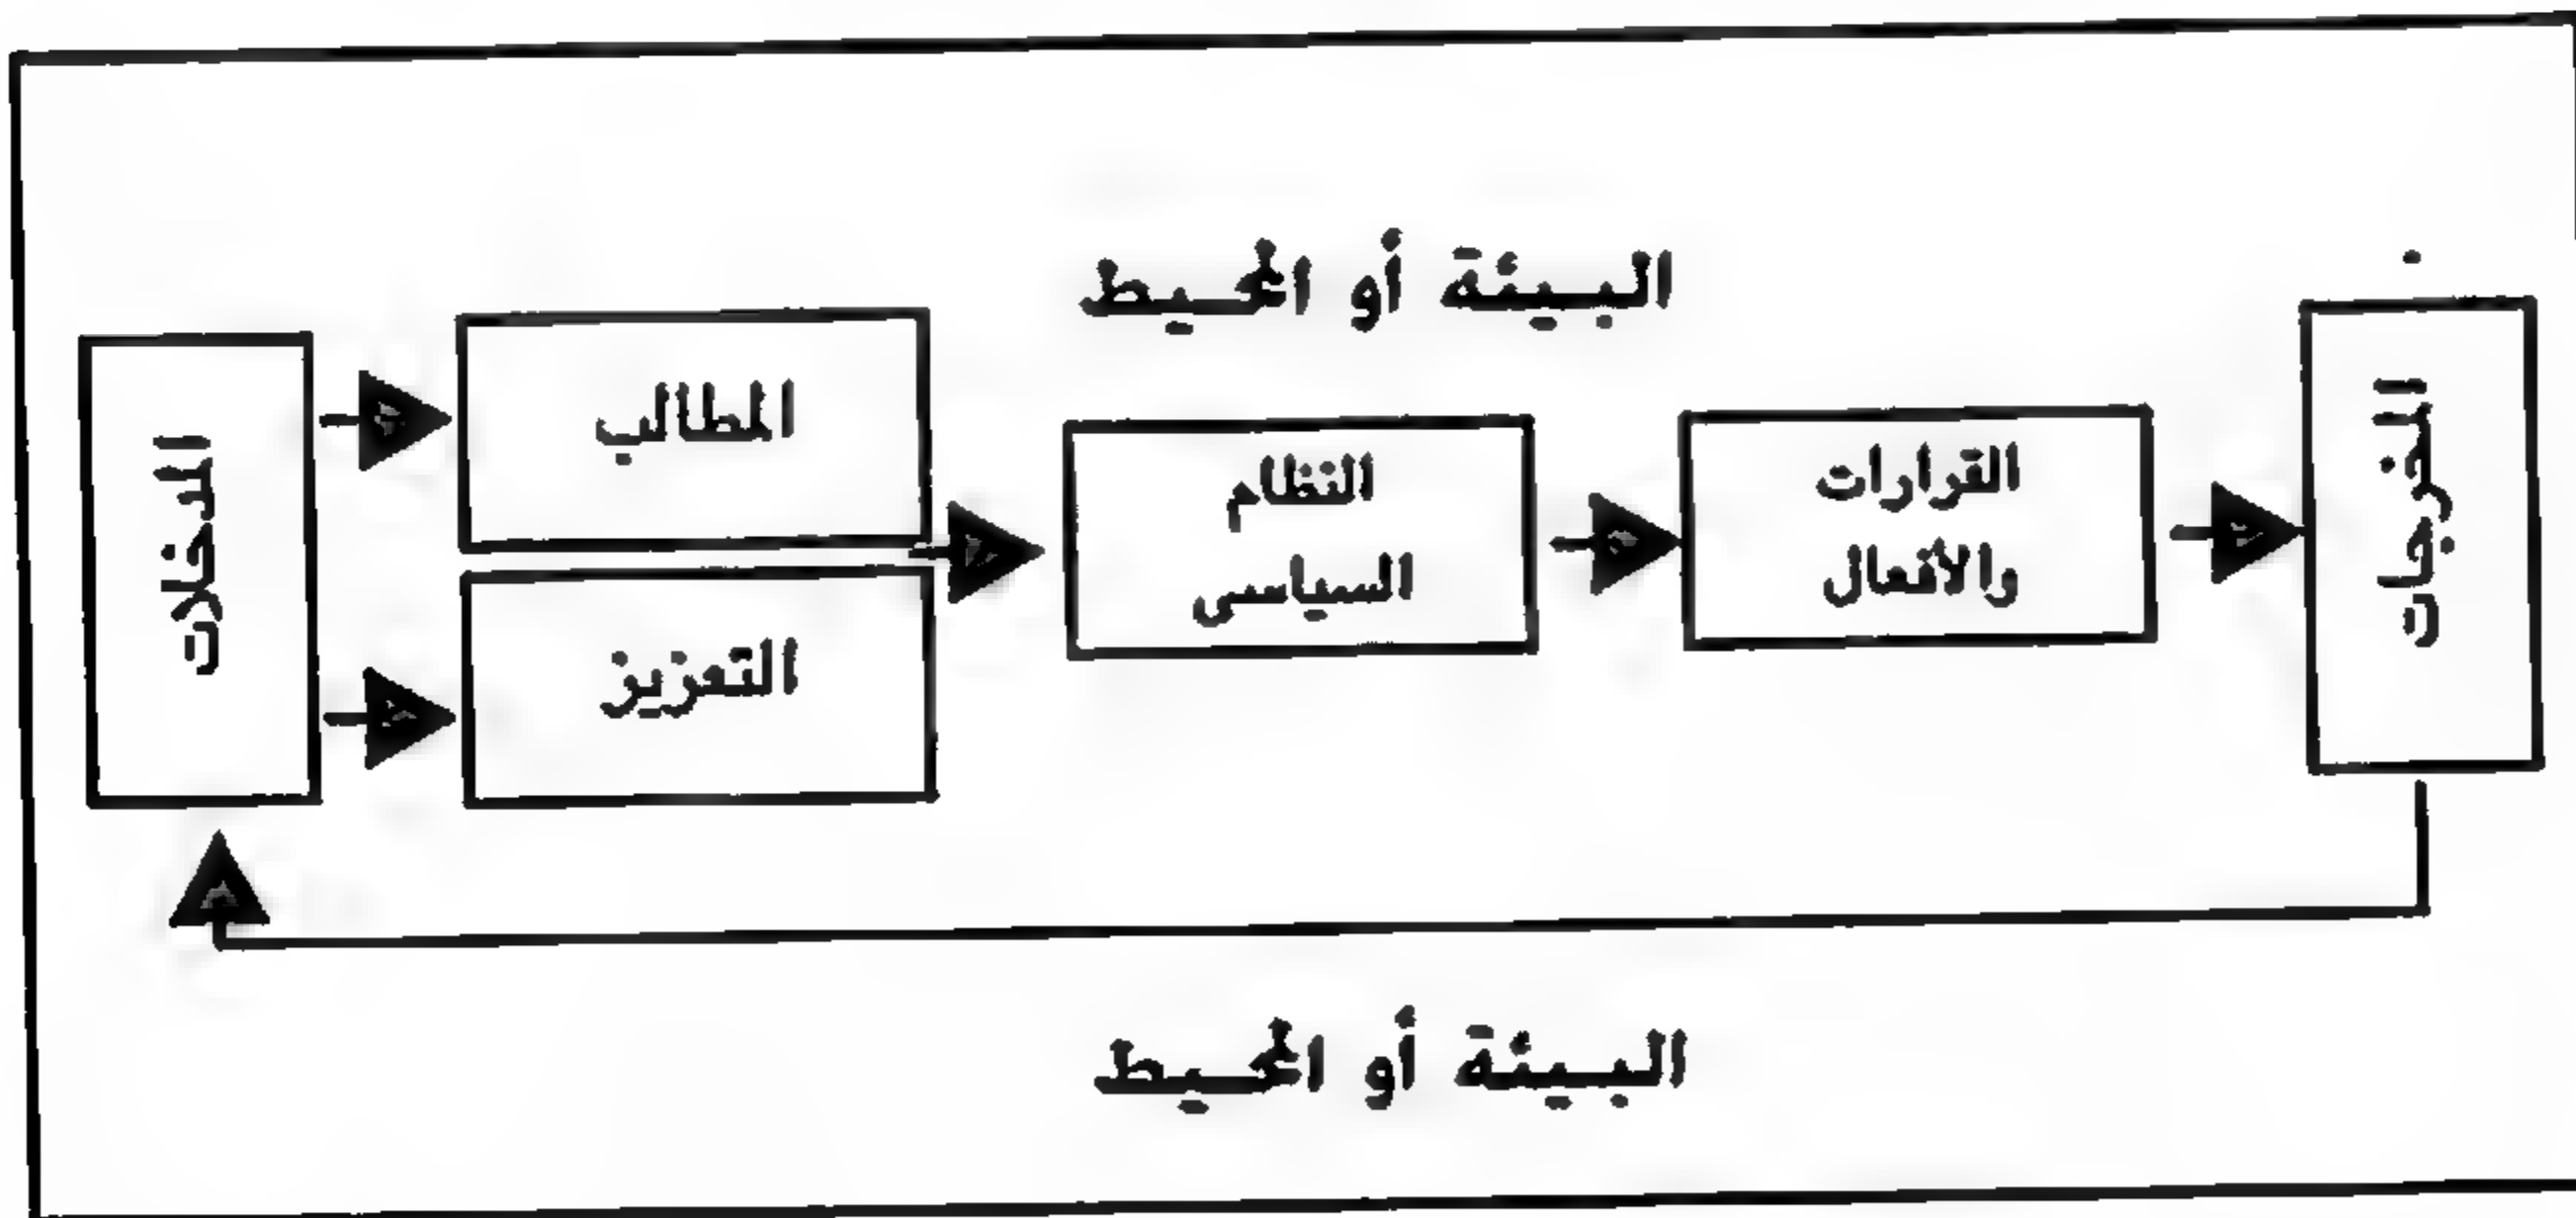 البيئة أو المحيط
المدخلات
المطالب
التعزيز
النظام
السياسى
القرارات
والأفعال
المخرجات
البيئة أو المحيط